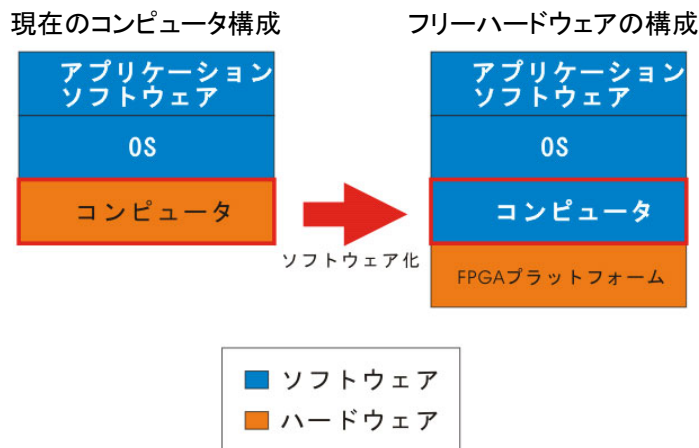 現在のコンピュータ構成
アプリケーション
ソフトウェア
OS
コンピュータ
ソフトウェア化
フリーハードウェアの構成
アプリケーション
ソフトウェア
OS
コンピュータ
FPGAプラットフォーム
ソフトウェア
ハードウェア